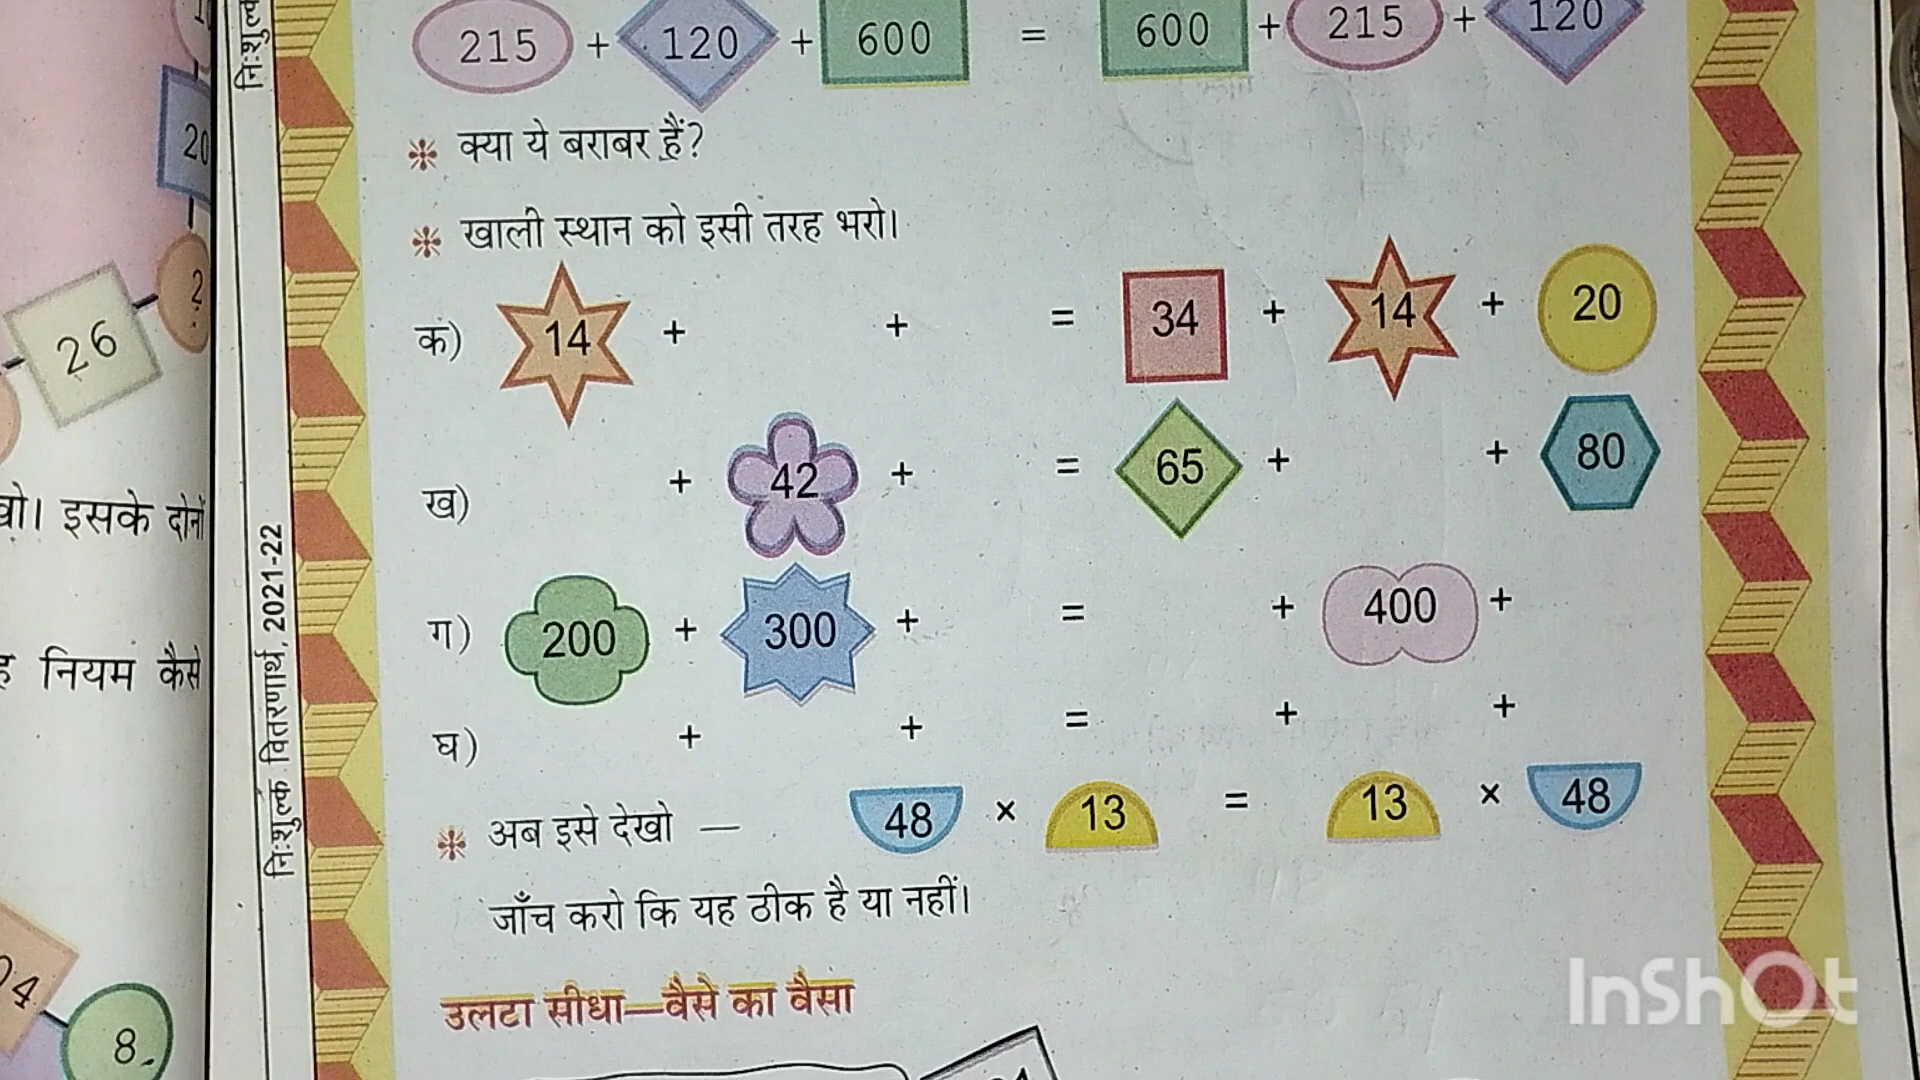 215 + 120 + 600 = 600 + 215 + 120
क्या ये बराबर हैं?
खाली स्थान को इसी तरह भरो।
क) 14 + + = 34 + 14 + 20
ख) + 42 + = 65 + + 80
ग) 200 + 300 + = + 400 +
घ) + + = + +
अब इसे देखो — 48 × 13 = 13 × 48
जाँच करो कि यह ठीक है या नहीं।
उलटा सीधा—वैसे का वैसा
नि:शुल्क वितरणार्थ, 2021-22
नि:शुल्क
20
?
26
इसके दोनों
नियम कैसे
8
InShOt